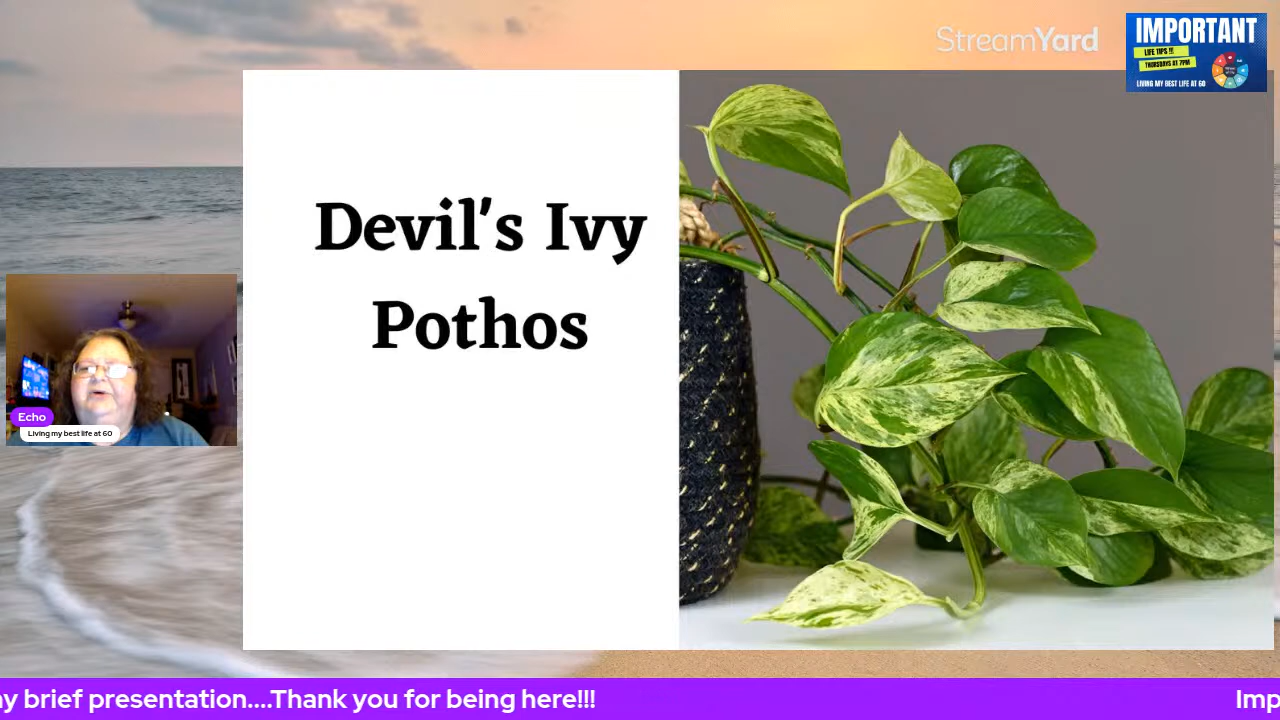 StreamYard
IMPORTANT
LIFE TIPS !!!
THURSDAYS AT 7PM
LIVING MY BEST LIFE AT 60
Devil's Ivy
Pothos
Echo
Living my best life at 60
brief presentation....Thank you for being here!!!